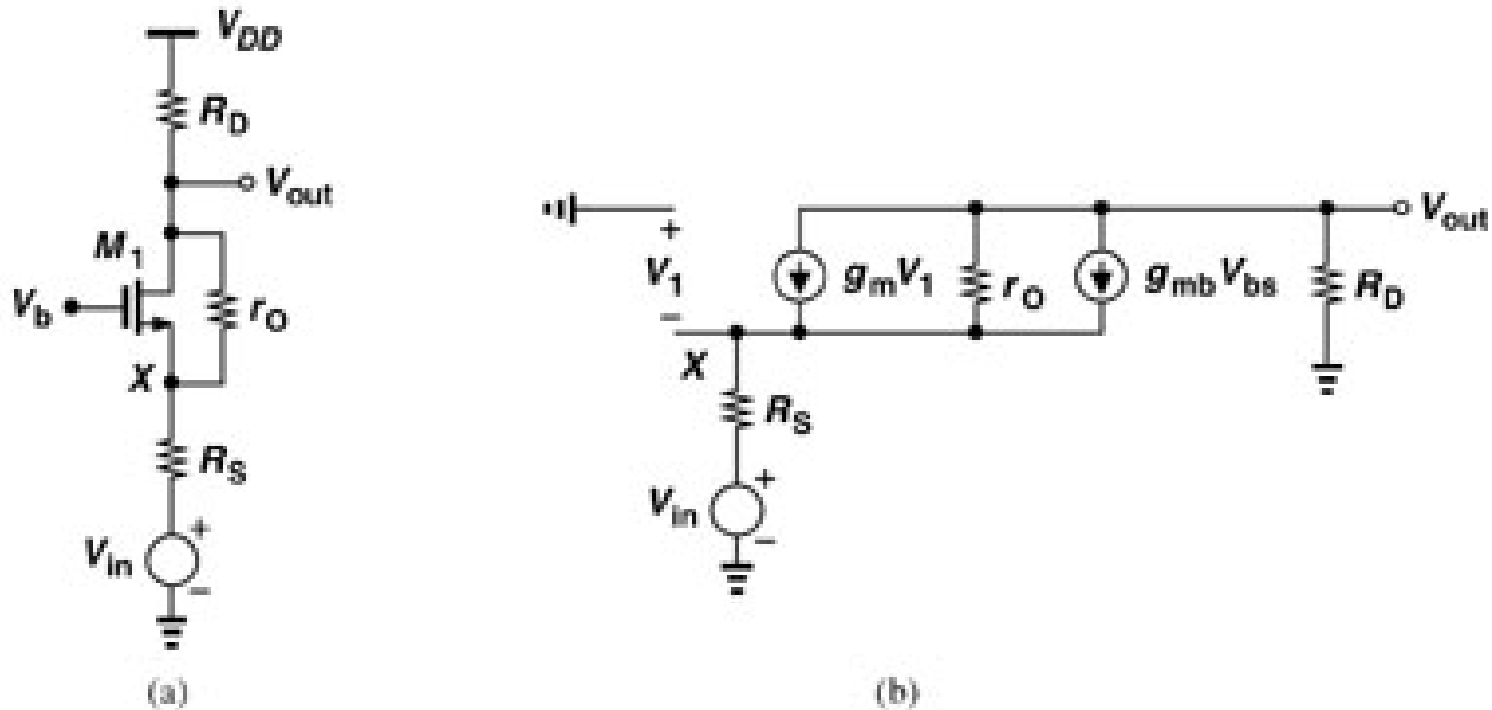 V_DD
R_D
V_out
M_1
V_b
r_O
X
R_S
V_in
+
−
(a)
V_out
+
V_1
−
g_mV_1
r_O
g_mbV_bs
R_D
X
R_S
V_in
+
−
(b)